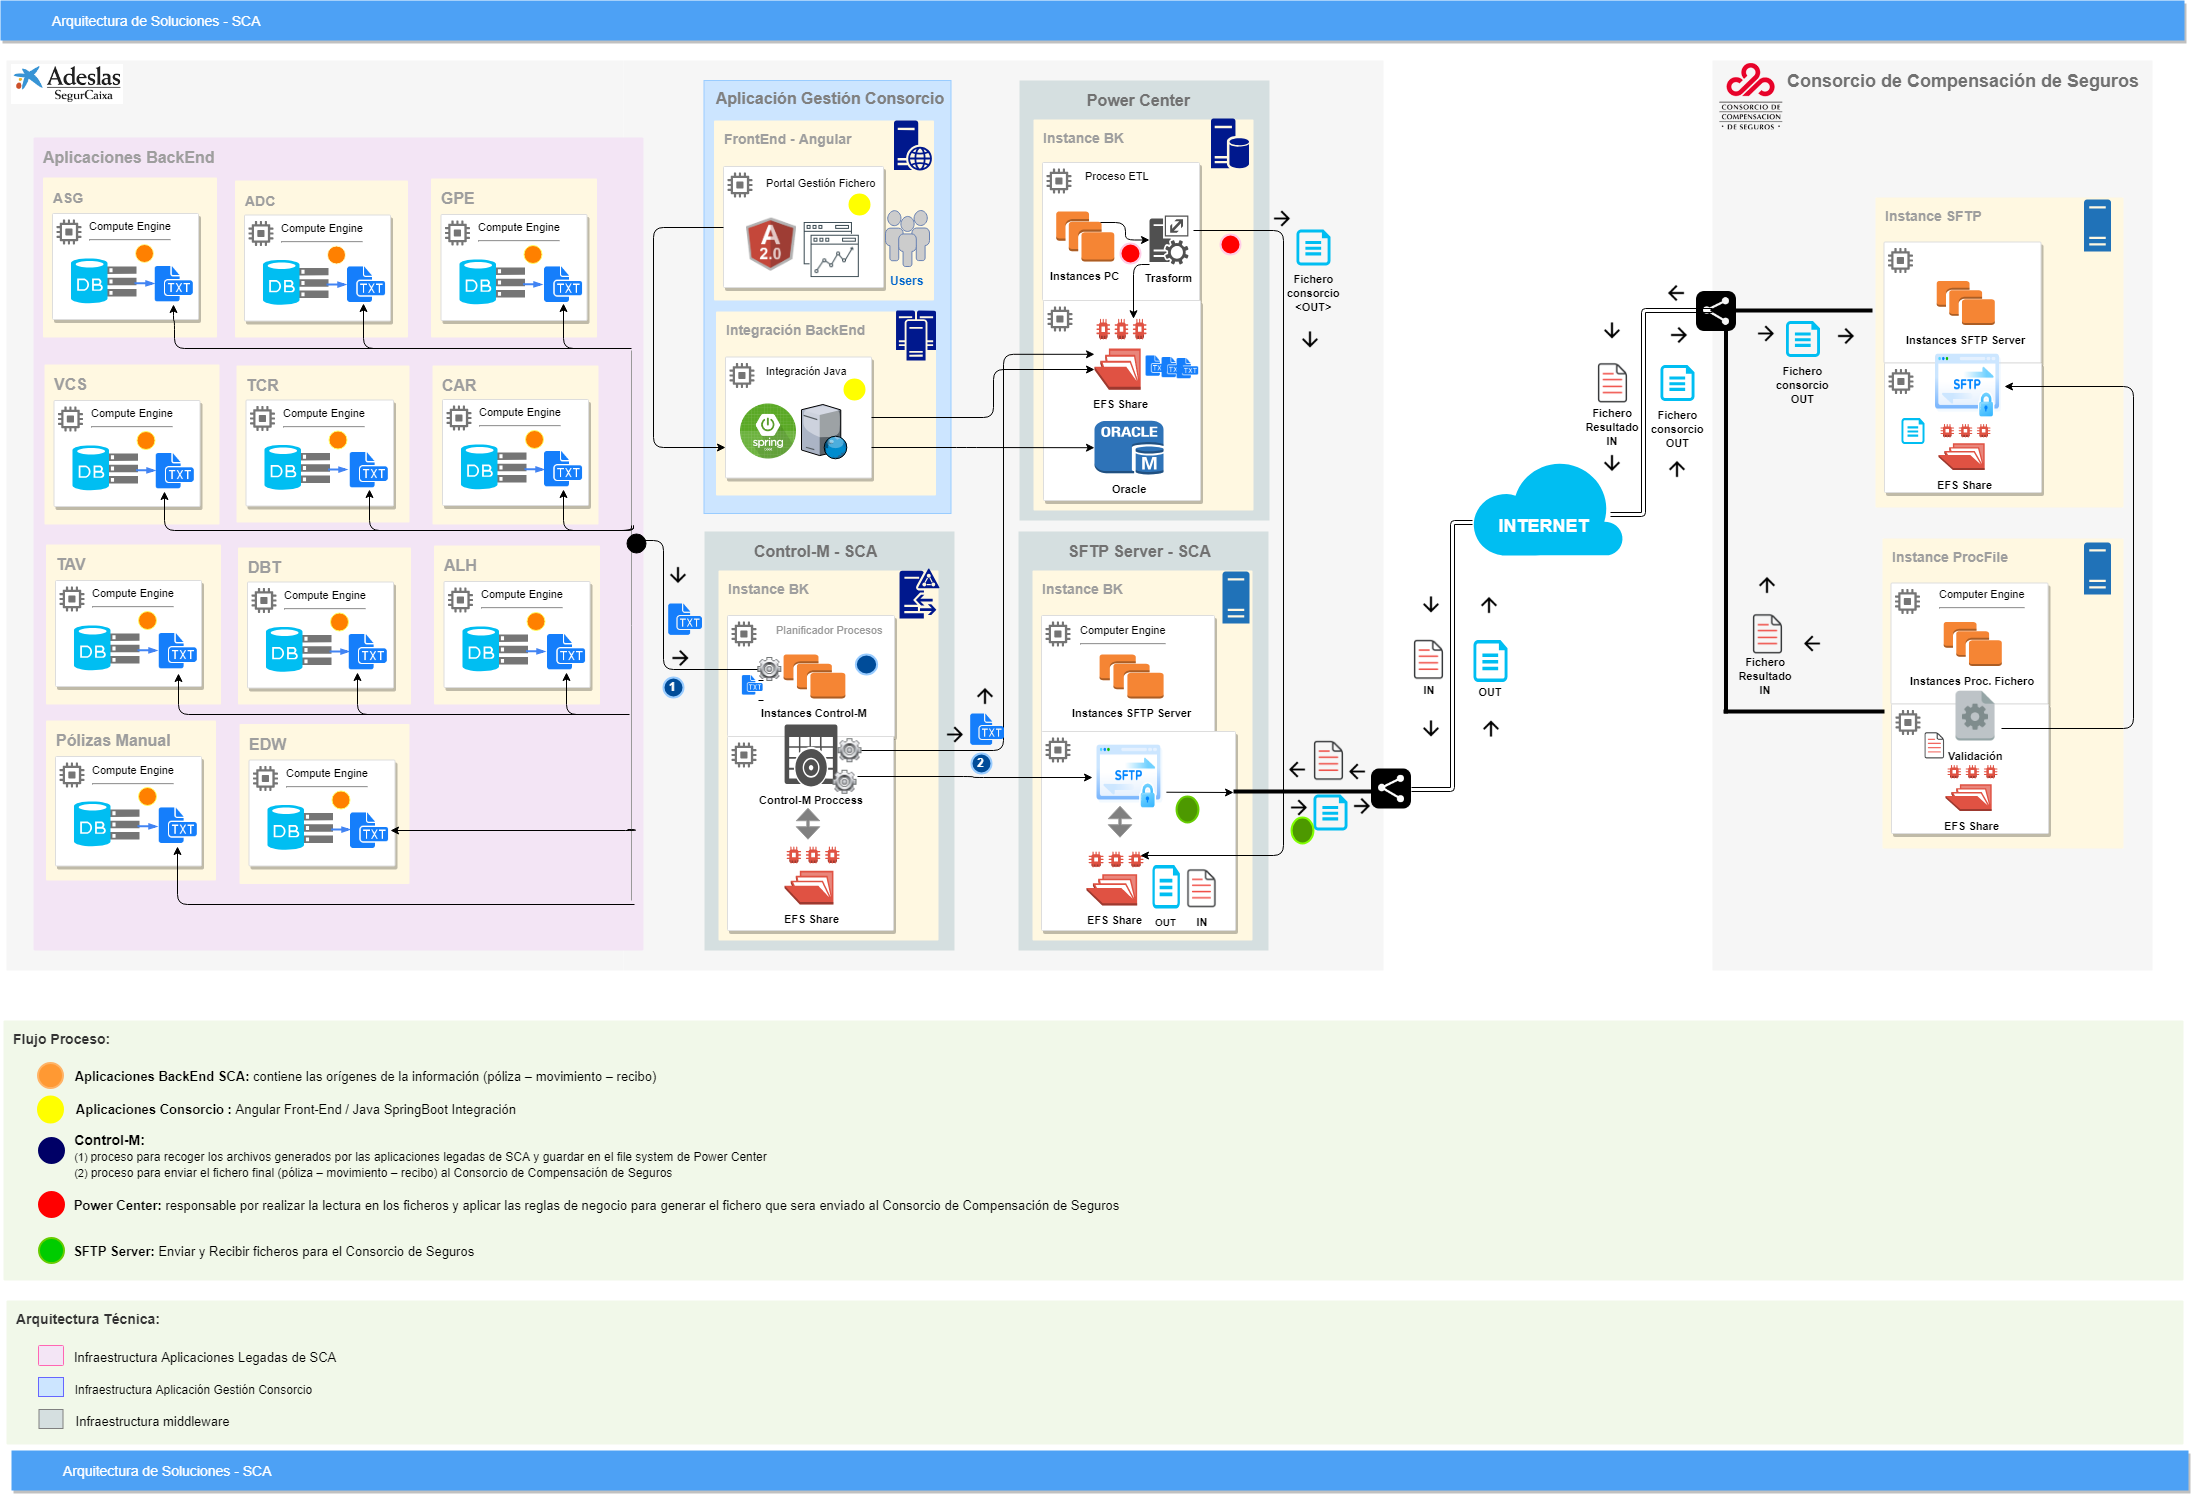 Arquitectura de Soluciones - SCA
Adeslas
SegurCaixa
Aplicaciones BackEnd
ASG
Compute Engine
DB
TXT
ADC
Compute Engine
DB
TXT
GPE
Compute Engine
DB
TXT
VCS
Compute Engine
DB
TXT
TCR
Compute Engine
DB
TXT
CAR
Compute Engine
DB
TXT
TAV
Compute Engine
DB
TXT
DBT
Compute Engine
DB
TXT
ALH
Compute Engine
DB
TXT
Pólizas Manual
Compute Engine
DB
TXT
EDW
Compute Engine
DB
TXT
TXT
1
Aplicación Gestión Consorcio
FrontEnd - Angular
Portal Gestión Fichero
A
2.0
Users
Integración BackEnd
Integración Java
spring
Control-M - SCA
Instance BK
Planificador Procesos
TXT
Instances Control-M
Control-M Proccess
EFS Share
TXT
2
Power Center
Instance BK
Proceso ETL
Instances PC
Trasform
EFS Share
ORACLE
M
Oracle
Fichero
consorcio
<OUT>
SFTP Server - SCA
Instance BK
Computer Engine
Instances SFTP Server
SFTP
EFS Share
OUT
IN
IN
OUT
INTERNET
Fichero
Resultado
IN
Fichero
consorcio
OUT
CONSORCIO DE
COMPENSACION
DE SEGUROS
Consorcio de Compensación de Seguros
Fichero
consorcio
OUT
Instance SFTP
Instances SFTP Server
SFTP
EFS Share
Instance ProcFile
Computer Engine
Instances Proc. Fichero
Validación
EFS Share
Fichero
Resultado
IN
Flujo Proceso:
Aplicaciones BackEnd SCA: contiene las orígenes de la información (póliza – movimiento – recibo)
Aplicaciones Consorcio : Angular Front-End / Java SpringBoot Integración
Control-M:
(1) proceso para recoger los archivos generados por las aplicaciones legadas de SCA y guardar en el file system de Power Center
(2) proceso para enviar el fichero final (póliza – movimiento – recibo) al Consorcio de Compensación de Seguros
Power Center: responsable por realizar la lectura en los ficheros y aplicar las reglas de negocio para generar el fichero que sera enviado al Consorcio de Compensación de Seguros
SFTP Server: Enviar y Recibir ficheros para el Consorcio de Seguros
Arquitectura Técnica:
Infraestructura Aplicaciones Legadas de SCA
Infraestructura Aplicación Gestión Consorcio
Infraestructura middleware
Arquitectura de Soluciones - SCA